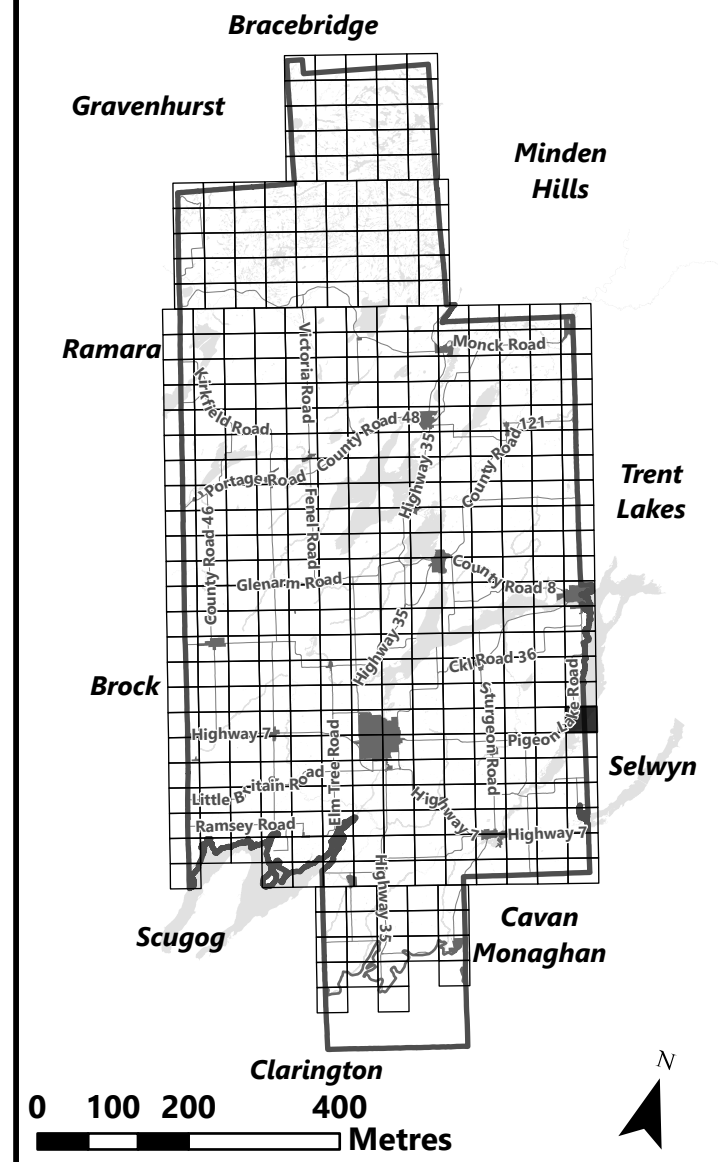 Bracebridge
Gravenhurst
Minden
Hills
Ramara
Monck Road
Victoria Road
Kirkfield Road
County Road 48
County Road 121
Highway 35
Portage Road
Trent
Lakes
Fenel Road
County Road 46
Glenarm Road
County Road 8
Highway 35
Ckl Road 36
Brock
Sturgeon Road
Pigeon Lake Road
Highway 7
Elm Tree Road
Selwyn
Little Britain Road
Highway 7
Highway 7
Ramsey Road
Highway 35
Scugog
Cavan
Monaghan
Clarington
N
0 100 200 400
Metres